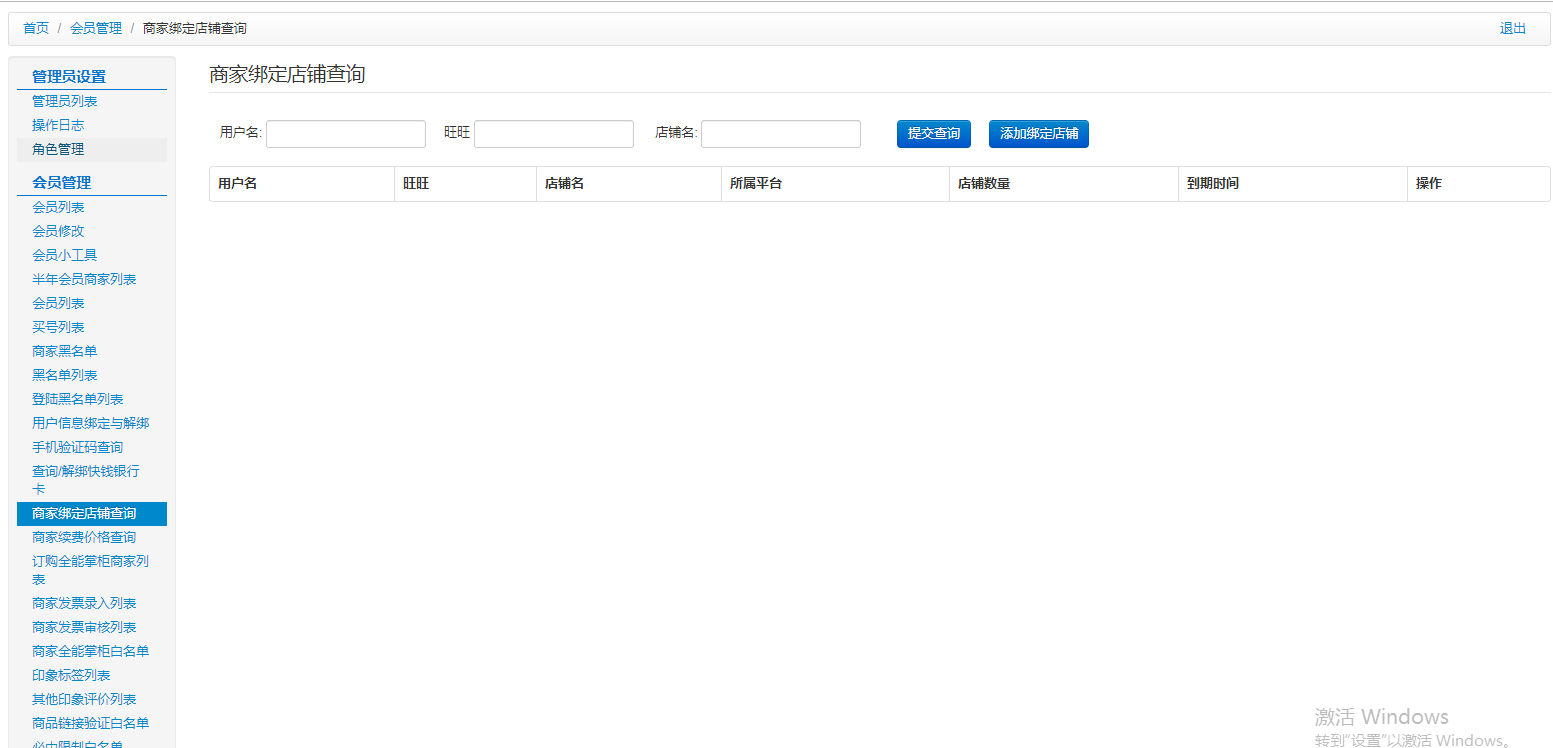 首页 / 会员管理 / 商家绑定店铺查询 退出
管理员设置
管理员列表
操作日志
角色管理
会员管理
会员列表
会员修改
会员小工具
半年会员商家列表
会员列表
买号列表
商家黑名单
黑名单列表
登陆黑名单列表
用户信息绑定与解绑
手机验证码查询
查询/解绑快钱银行
卡
商家绑定店铺查询
商家续费价格查询
订购全能掌柜商家列
表
商家发票录入列表
商家发票审核列表
商家全能掌柜白名单
印象标签列表
其他印象评价列表
商品链接验证白名单
必中限制白名单
商家绑定店铺查询
用户名: 旺旺 店铺名: 提交查询 添加绑定店铺
用户名 旺旺 店铺名 所属平台 店铺数量 到期时间 操作
激活 Windows
转到"设置"以激活 Windows。